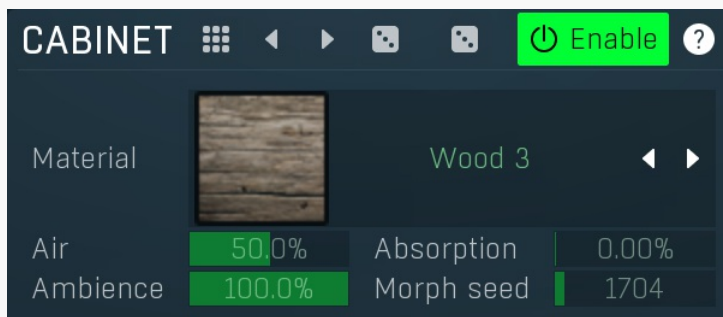 CABINET Enable ?
Material Wood 3
Air 50.0% Absorption 0.00%
Ambience 100.0% Morph seed 1704